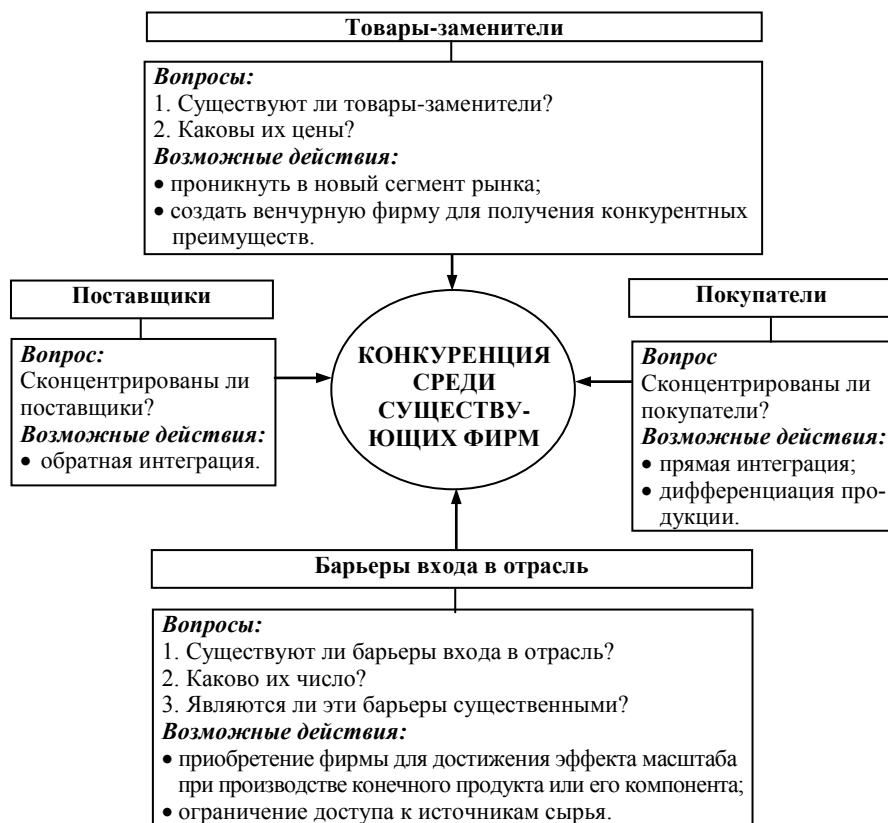 Товары-заменители
Вопросы:
1. Существуют ли товары-заменители?
2. Каковы их цены?
Возможные действия:
• проникнуть в новый сегмент рынка;
• создать венчурную фирму для получения конкурентных
преимуществ.
Поставщики
Вопрос:
Сконцентрированы ли
поставщики?
Возможные действия:
• обратная интеграция.
КОНКУРЕНЦИЯ
СРЕДИ
СУЩЕСТВУ-
ЮЩИХ ФИРМ
Покупатели
Вопрос
Сконцентрированы ли
покупатели?
Возможные действия:
• прямая интеграция;
• дифференциация про-
дукции.
Барьеры входа в отрасль
Вопросы:
1. Существуют ли барьеры входа в отрасль?
2. Каково их число?
3. Являются ли эти барьеры существенными?
Возможные действия:
• приобретение фирмы для достижения эффекта масштаба
при производстве конечного продукта или его компонента;
• ограничение доступа к источникам сырья.